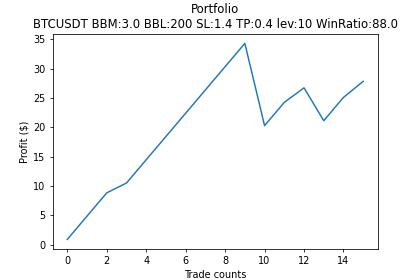 Portfolio
BTCUSDT BBM:3.0 BBL:200 SL:1.4 TP:0.4 lev:10 WinRatio:88.0
35
30
25
20
15
10
5
0
Profit ($)
0 2 4 6 8 10 12 14
Trade counts